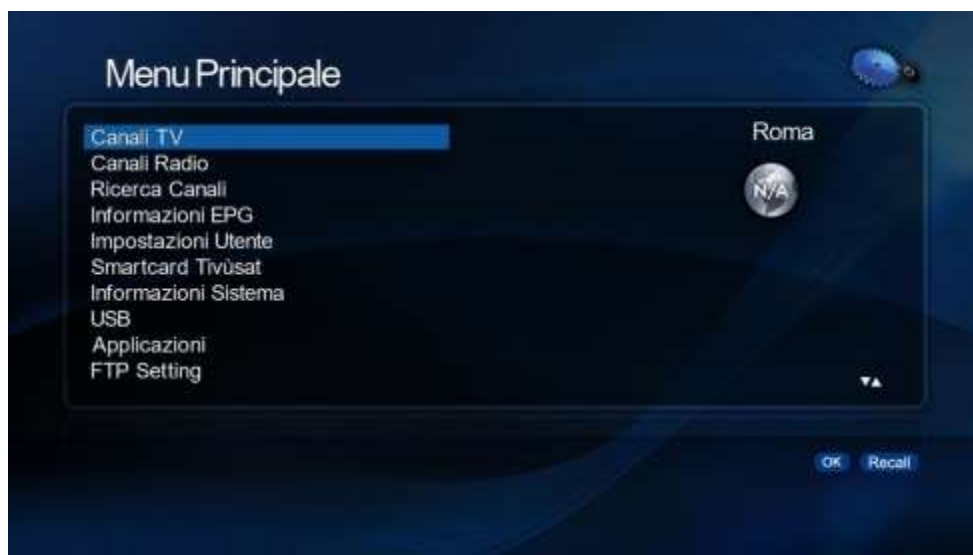 Menu Principale
Canali TV
Canali Radio
Ricerca Canali
Informazioni EPG
Impostazioni Utente
Smartcard Tivùsat
Informazioni Sistema
USB
Applicazioni
FTP Setting
Roma
N/A
OK Recall